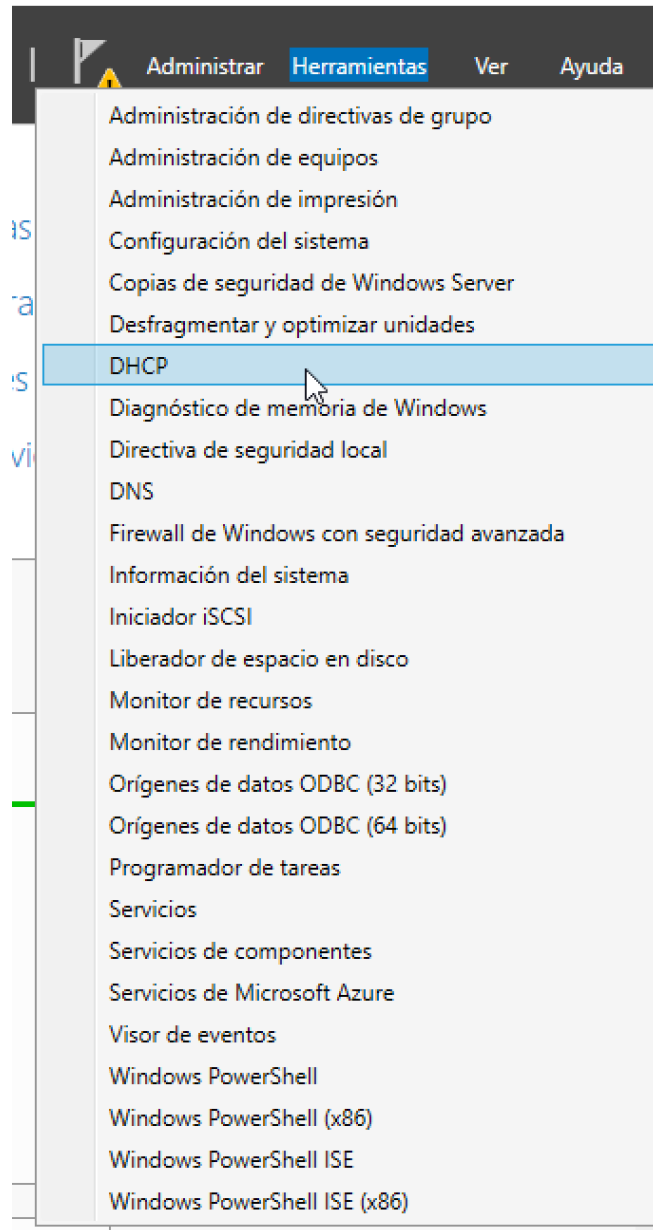 Administrar Herramientas Ver Ayuda
Administración de directivas de grupo
Administración de equipos
Administración de impresión
Configuración del sistema
Copias de seguridad de Windows Server
Desfragmentar y optimizar unidades
DHCP
Diagnóstico de memoria de Windows
Directiva de seguridad local
DNS
Firewall de Windows con seguridad avanzada
Información del sistema
Iniciador iSCSI
Liberador de espacio en disco
Monitor de recursos
Monitor de rendimiento
Orígenes de datos ODBC (32 bits)
Orígenes de datos ODBC (64 bits)
Programador de tareas
Servicios
Servicios de componentes
Servicios de Microsoft Azure
Visor de eventos
Windows PowerShell
Windows PowerShell (x86)
Windows PowerShell ISE
Windows PowerShell ISE (x86)